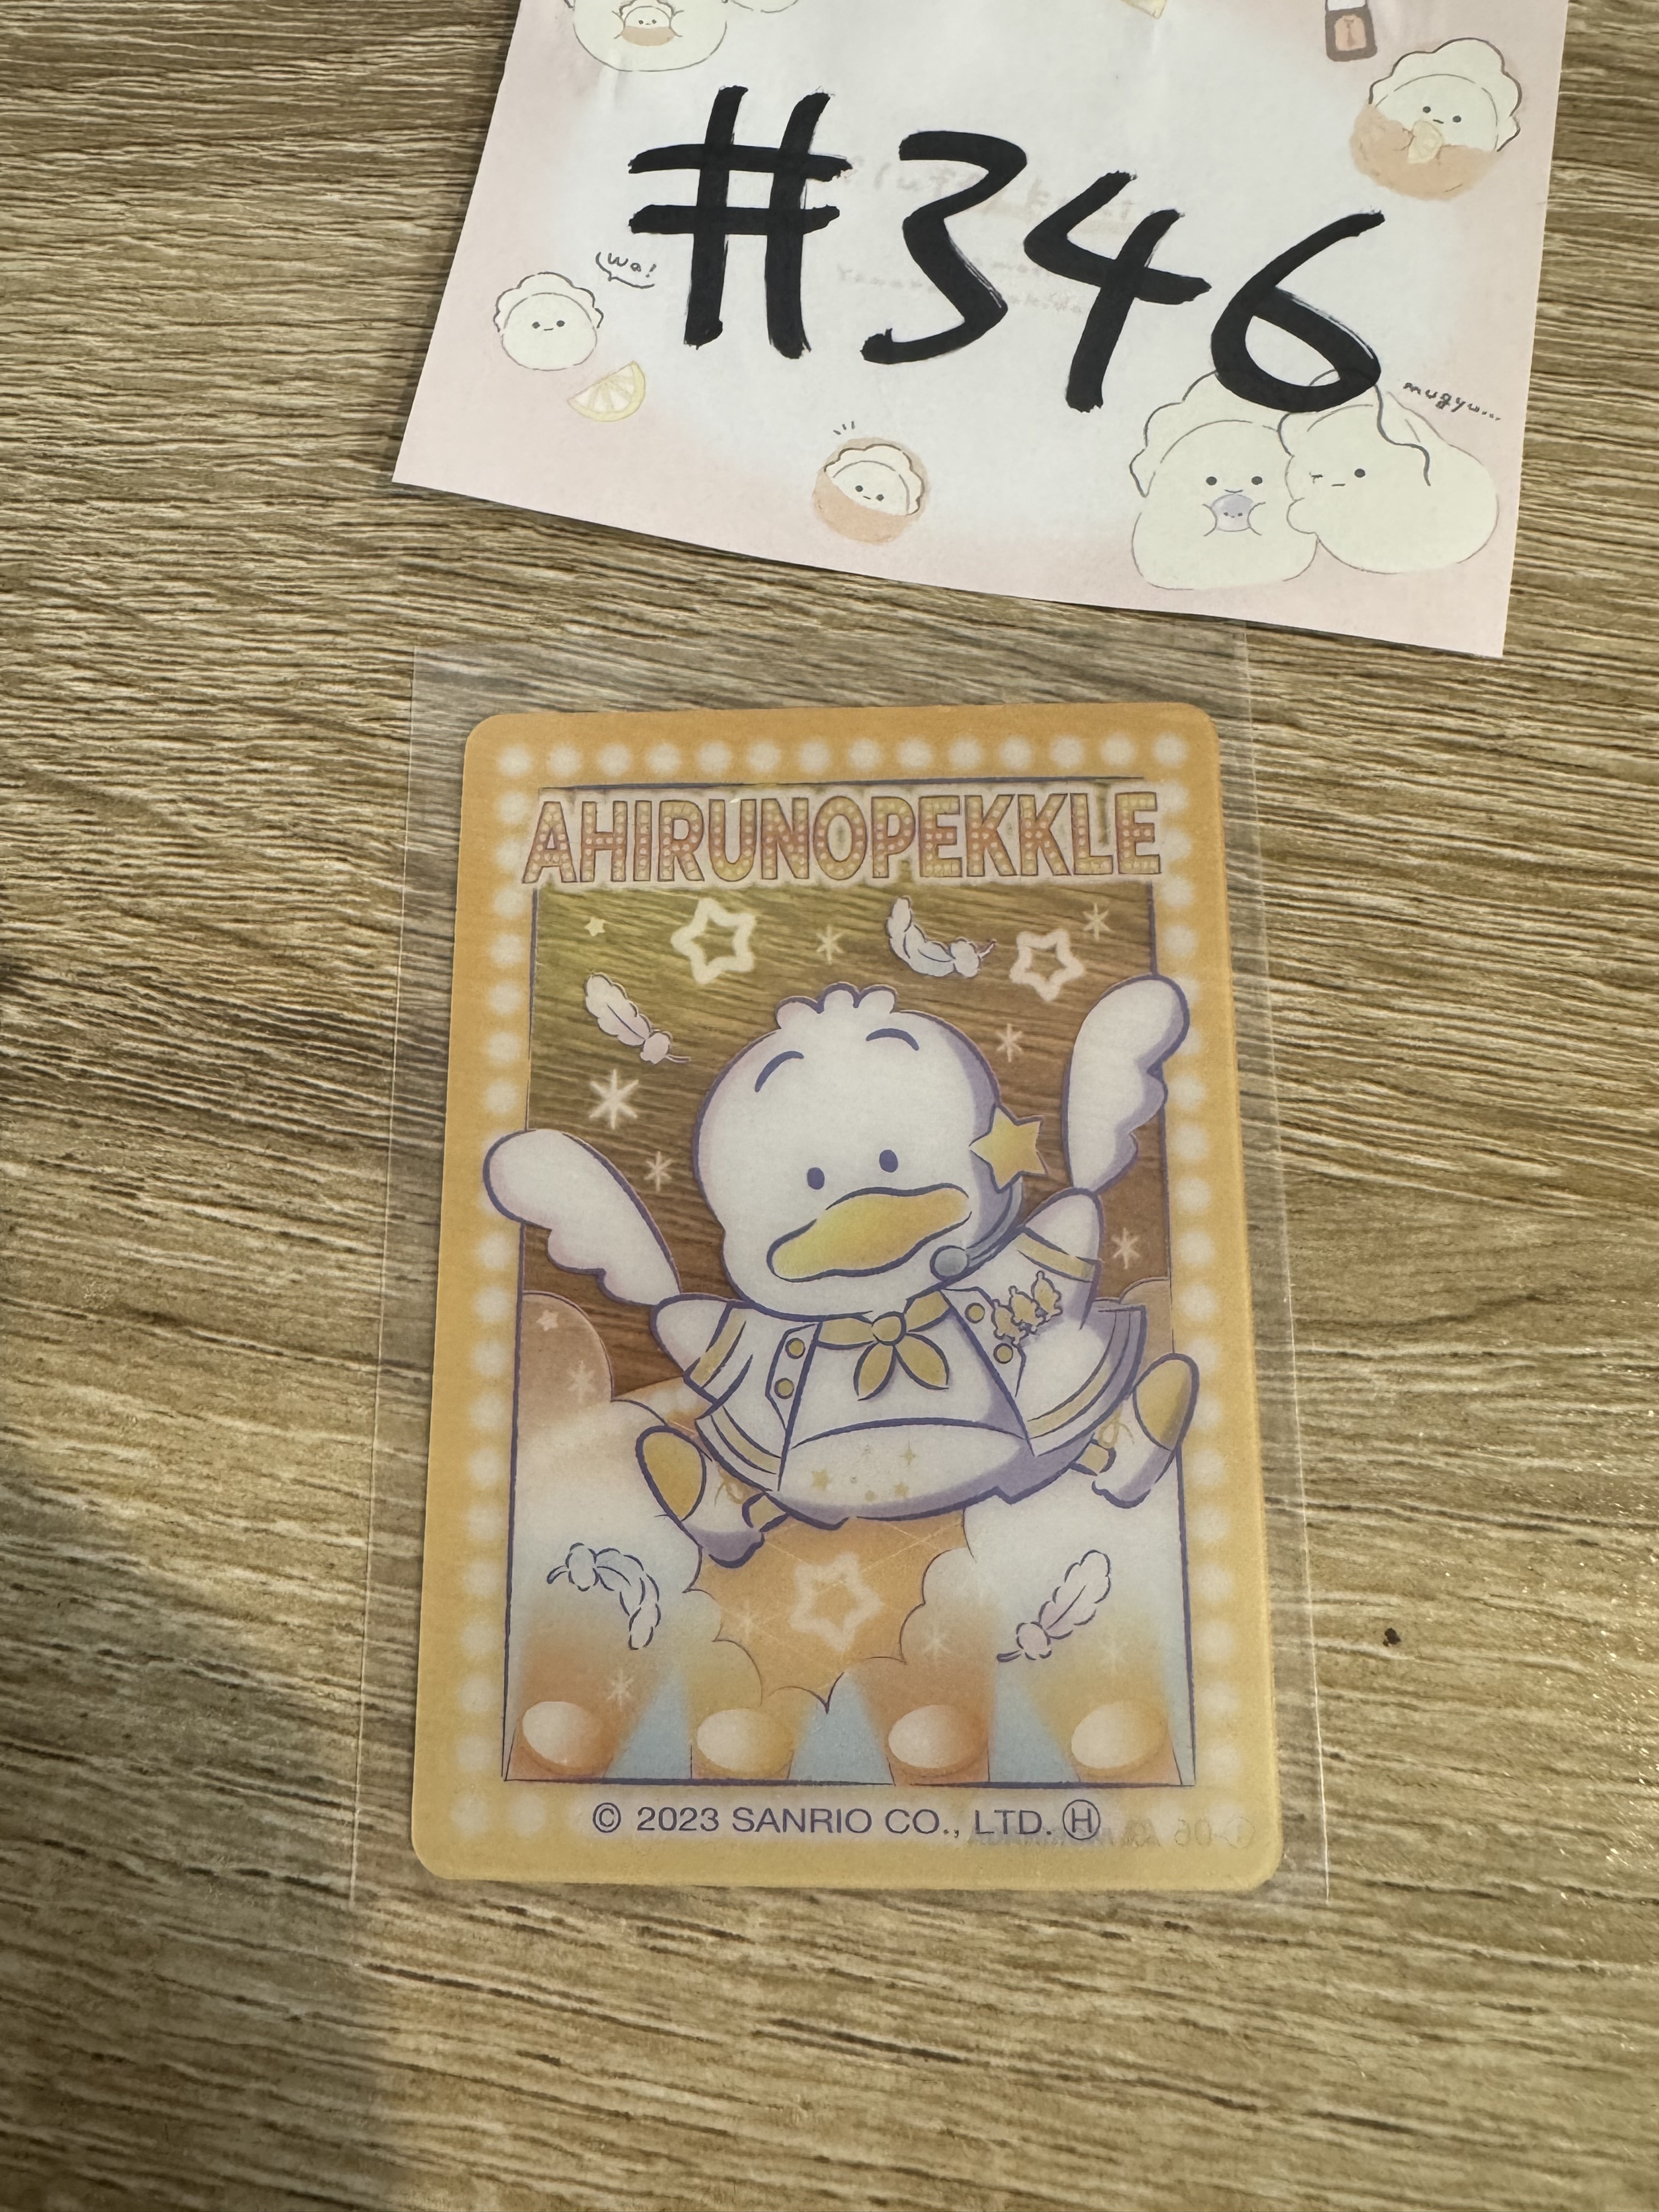 #346
wa!
mugyu...
AHIRUNOPEKKLE
© 2023 SANRIO CO., LTD. Ⓗ